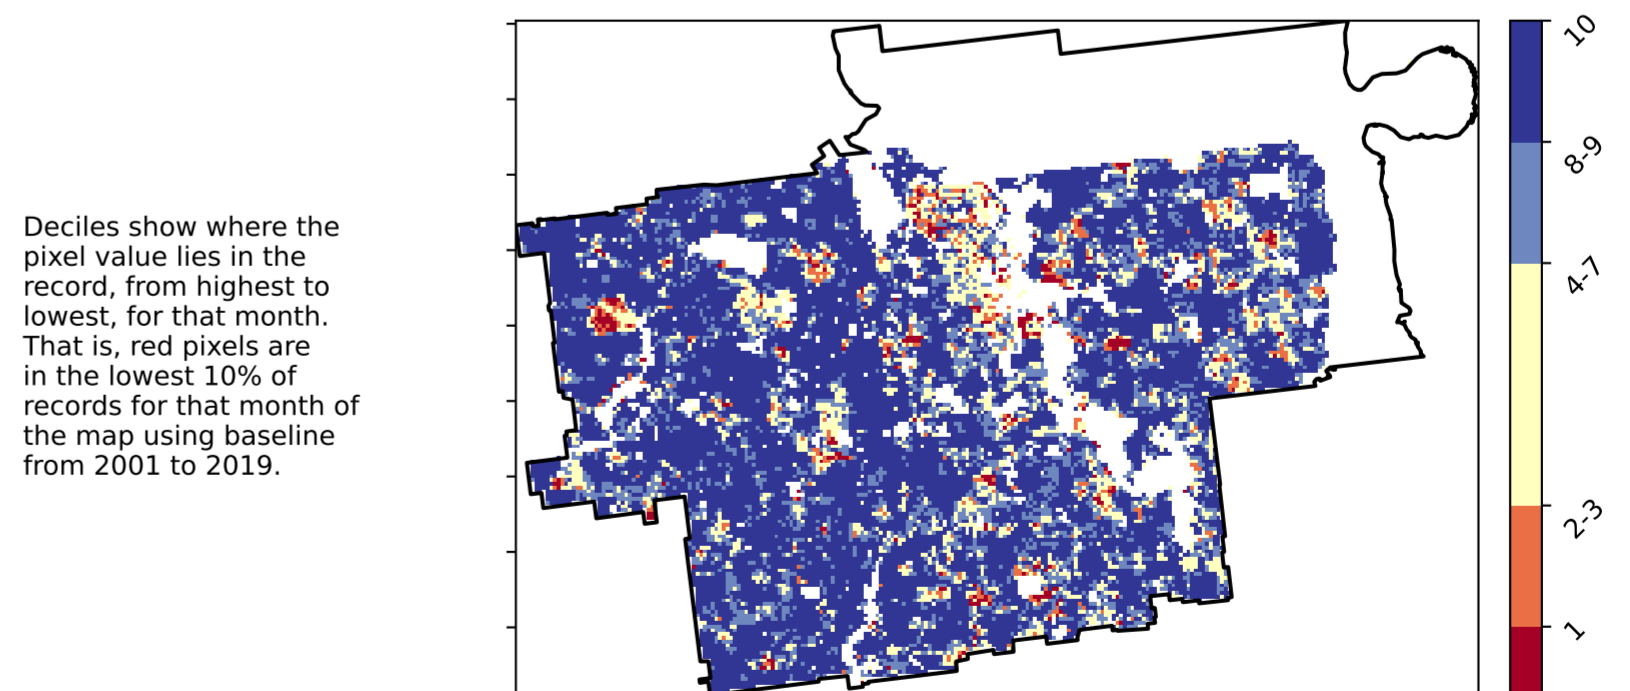 Deciles show where the
pixel value lies in the
record, from highest to
lowest, for that month.
That is, red pixels are
in the lowest 10% of
records for that month of
the map using baseline
from 2001 to 2019.
10
8-9
4-7
2-3
1